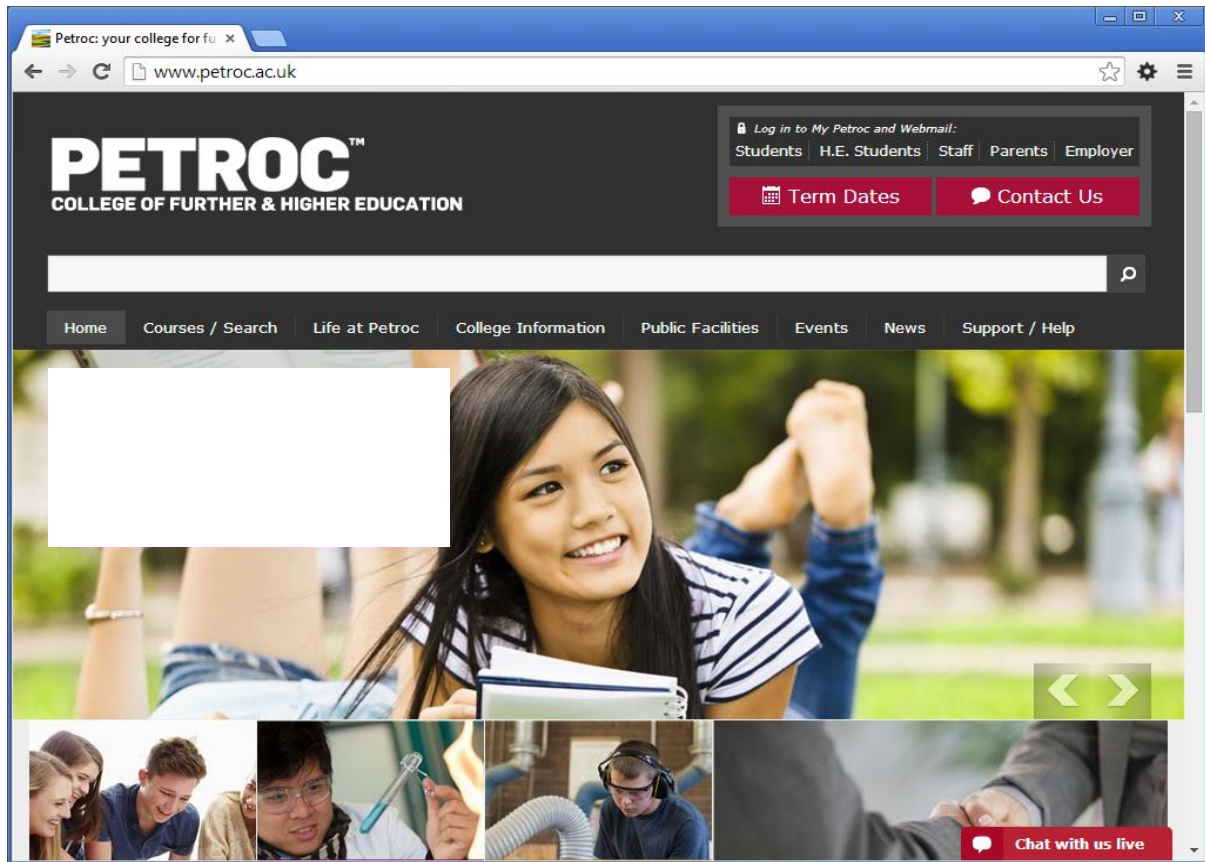 Petroc: your college for fu
www.petroc.ac.uk
PETROC™
COLLEGE OF FURTHER & HIGHER EDUCATION
Log in to My Petroc and Webmail:
Students H.E. Students Staff Parents Employer
Term Dates Contact Us
Home Courses / Search Life at Petroc College Information Public Facilities Events News Support / Help
Chat with us live